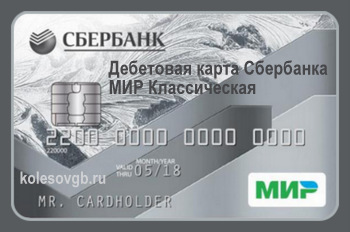 СБЕРБАНК
Дебетовая карта Сбербанка
МИР Классическая
2200 0000 0000 0000
220000
MONTH/YEAR
VALID THRU 05/18
kolesovgb.ru
MR. CARDHOLDER
МИР